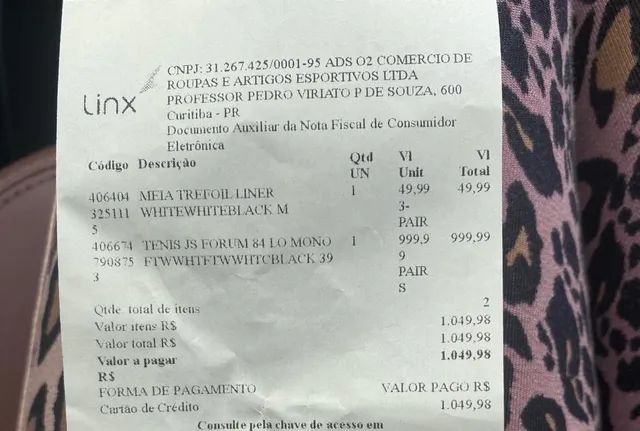 Linx
CNPJ: 31.267.425/0001-95 ADS O2 COMERCIO DE
ROUPAS E ARTIGOS ESPORTIVOS LTDA
PROFESSOR PEDRO VIRIATO P DE SOUZA, 600
Curitiba - PR
Documento Auxiliar da Nota Fiscal de Consumidor
Eletrônica
Código Descrição Qtd Vl Vl
UN Unit Total
406404 MEIA TREFOIL LINER 1 49,99 49,99
325111 WHITEWHITEBLACK M 3-
5 PAIR
406674 TENIS JS FORUM 84 LO MONO 1 999,9 999,99
790875 FTWWHTFTWWHTCBLACK 39 9
3 PAIR
S
Qtde. total de itens 2
Valor itens R$ 1.049,98
Valor total R$ 1.049,98
Valor a pagar 1.049,98
R$
FORMA DE PAGAMENTO VALOR PAGO R$
Cartão de Crédito 1.049,98
Consulte pela chave de acesso em